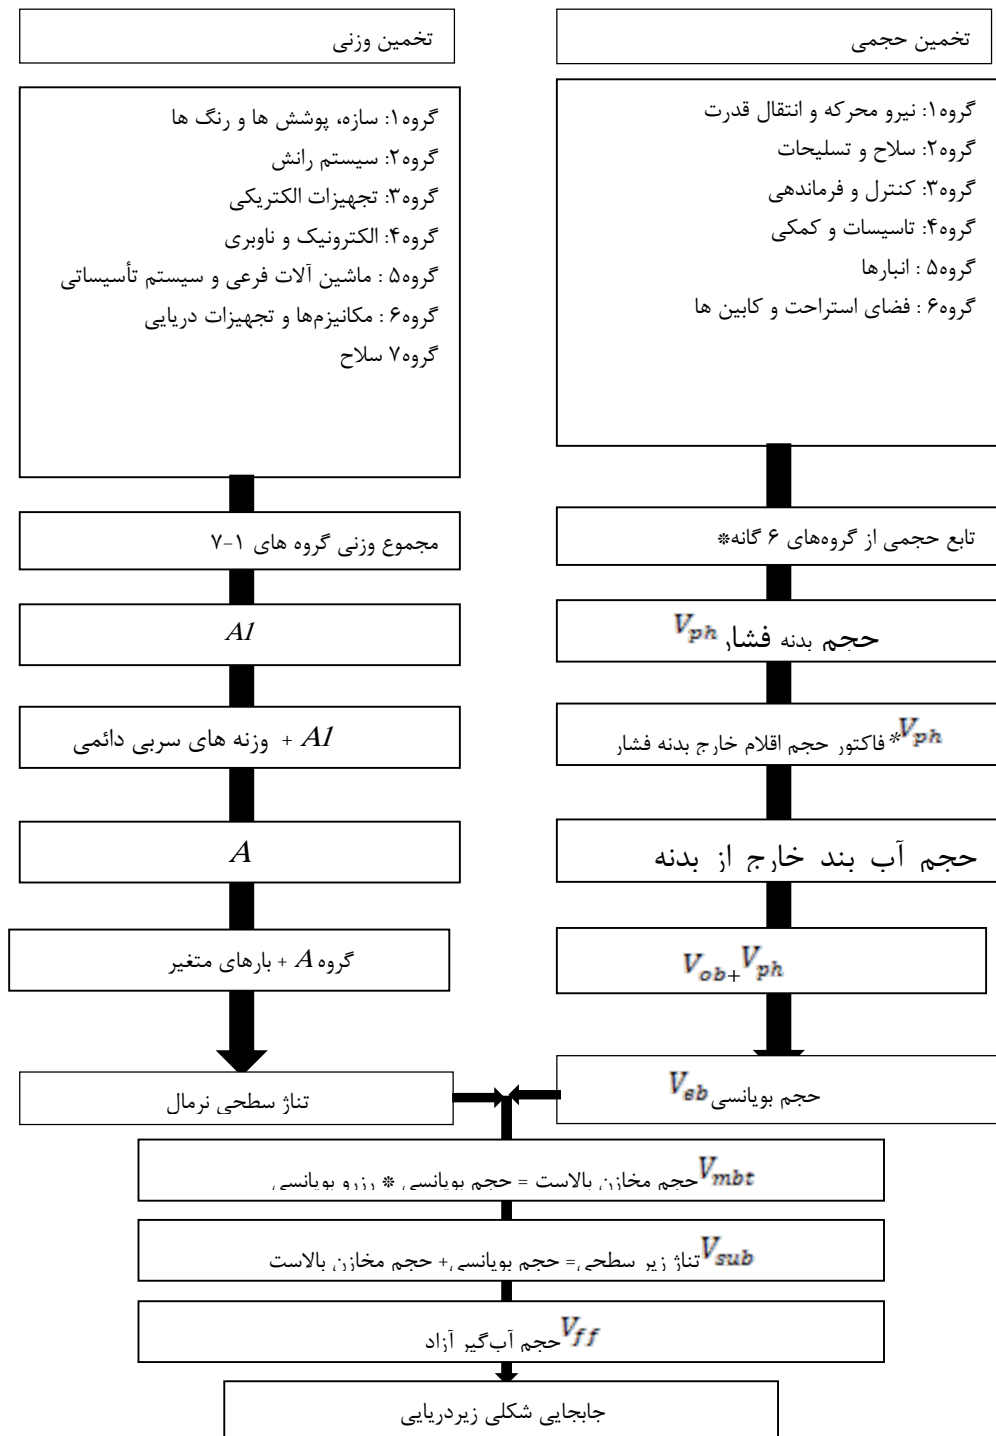 تخمین حجمی
گروه۱: نیرو محرکه و انتقال قدرت
گروه۲: سلاح و تسلیحات
گروه۳: کنترل و فرماندهی
گروه۴: تاسیسات و کمکی
گروه۵ : انبارها
گروه۶ : فضای استراحت و کابین ها
تابع حجمی از گروه‌های ۶ گانه*
حجم بدنه فشار V_ph
V_ph* فاکتور حجم اقلام خارج بدنه فشار
حجم آب بند خارج از بدنه
V_ob+ V_ph
حجم بویانسی V_eb
تخمین وزنی
گروه۱: سازه، پوشش ها و رنگ ها
گروه۲: سیستم رانش
گروه۳: تجهیزات الکتریکی
گروه۴: الکترونیک و ناوبری
گروه۵ : ماشین آلات فرعی و سیستم تأسیساتی
گروه۶ : مکانیزم‌ها و تجهیزات دریایی
گروه۷ سلاح
مجموع وزنی گروه های ۱-۷
A1
A1 + وزنه های سربی دائمی
A
گروه A + بارهای متغیر
تناژ سطحی نرمال
V_mbt حجم مخازن بالاست = حجم بویانسی * رزرو بویانسی
V_sub تناژ زیر سطحی= حجم بویانسی+ حجم مخازن بالاست
V_ff حجم آب‌گیر آزاد
جابجایی شکلی زیردریایی